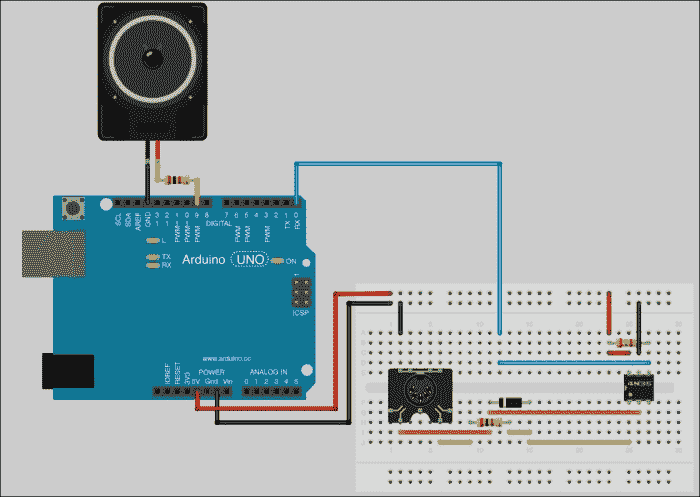 SCL
SDA
AREF
GND
13
12
PWM 11
PWM 10
PWM 9
8
DIGITAL
7
PWM 6
PWM 5
4
PWM 3
2
TX 1
RX 0
L
TX
RX
Arduino UNO
ON
1
ICSP
www.arduino.cc
POWER
ANALOG IN
IOREF
RESET
3V3
5V
Gnd
Vin
0 1 2 3 4 5
4N35